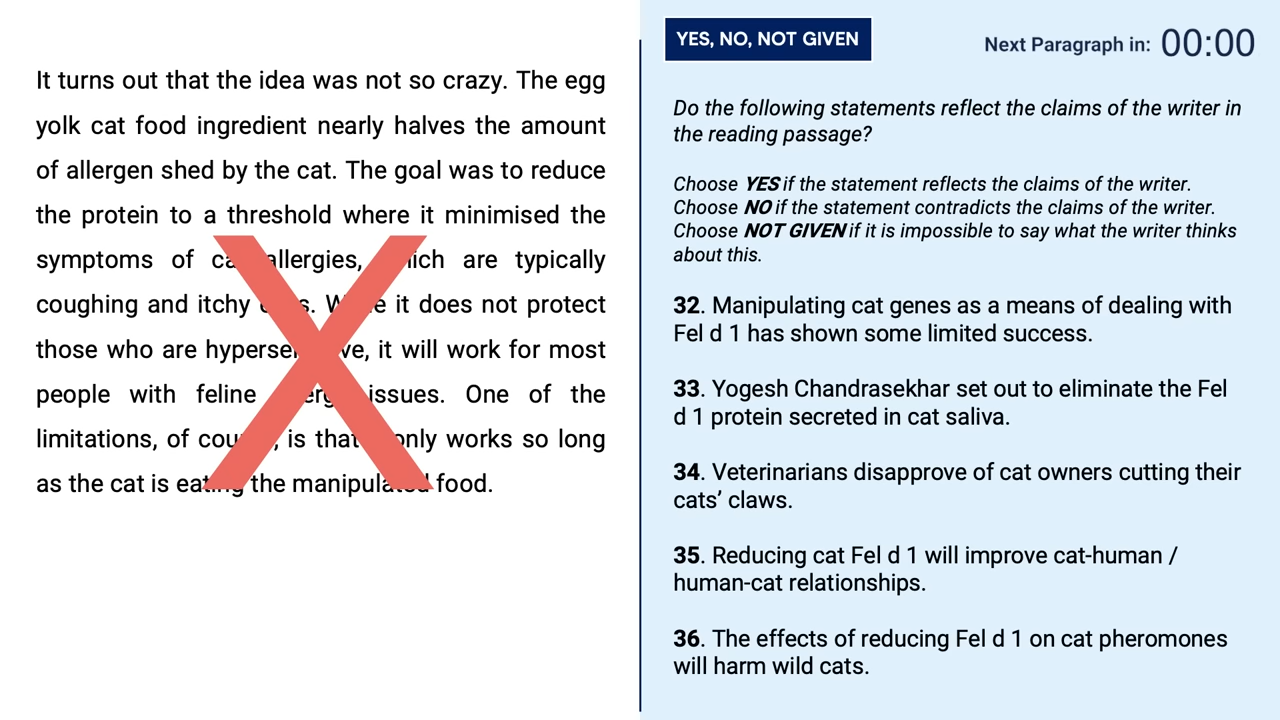 It turns out that the idea was not so crazy. The egg
yolk cat food ingredient nearly halves the amount
of allergen shed by the cat. The goal was to reduce
the protein to a threshold where it minimised the
symptoms of cat allergies, which are typically
coughing and itchy eyes. While it does not protect
those who are hypersensitive, it will work for most
people with feline issues. One of the
limitations, of course, is that it only works so long
as the cat is eating the manipulated food.
YES, NO, NOT GIVEN
Next Paragraph in: 00:00
Do the following statements reflect the claims of the writer in
the reading passage?
Choose YES if the statement reflects the claims of the writer.
Choose NO if the statement contradicts the claims of the writer.
Choose NOT GIVEN if it is impossible to say what the writer thinks
about this.
32. Manipulating cat genes as a means of dealing with
Fel d 1 has shown some limited success.
33. Yogesh Chandrasekhar set out to eliminate the Fel
d 1 protein secreted in cat saliva.
34. Veterinarians disapprove of cat owners cutting their
cats’ claws.
35. Reducing cat Fel d 1 will improve cat-human /
human-cat relationships.
36. The effects of reducing Fel d 1 on cat pheromones
will harm wild cats.